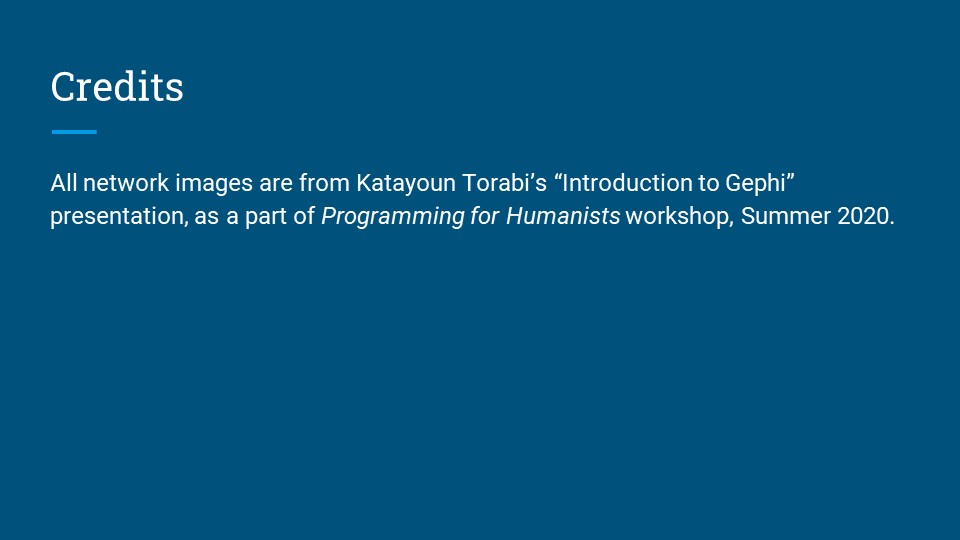 Credits
All network images are from Katayoun Torabi’s “Introduction to Gephi”
presentation, as a part of Programming for Humanists workshop, Summer 2020.